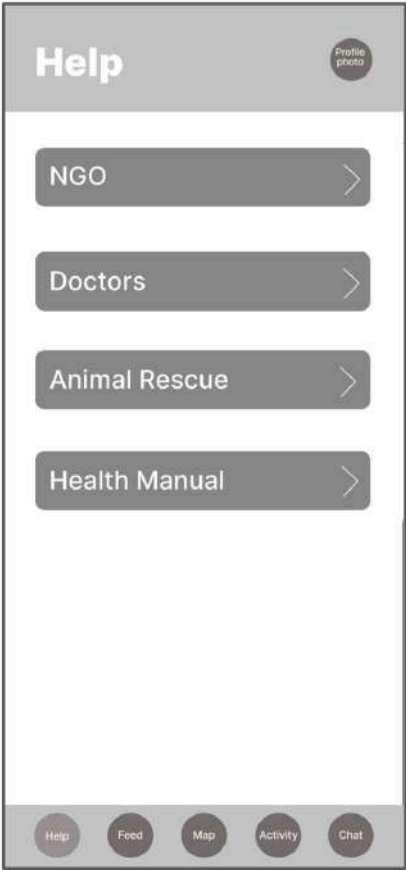 Help
Profile
photo
NGO
Doctors
Animal Rescue
Health Manual
Help
Feed
Map
Activity
Chat